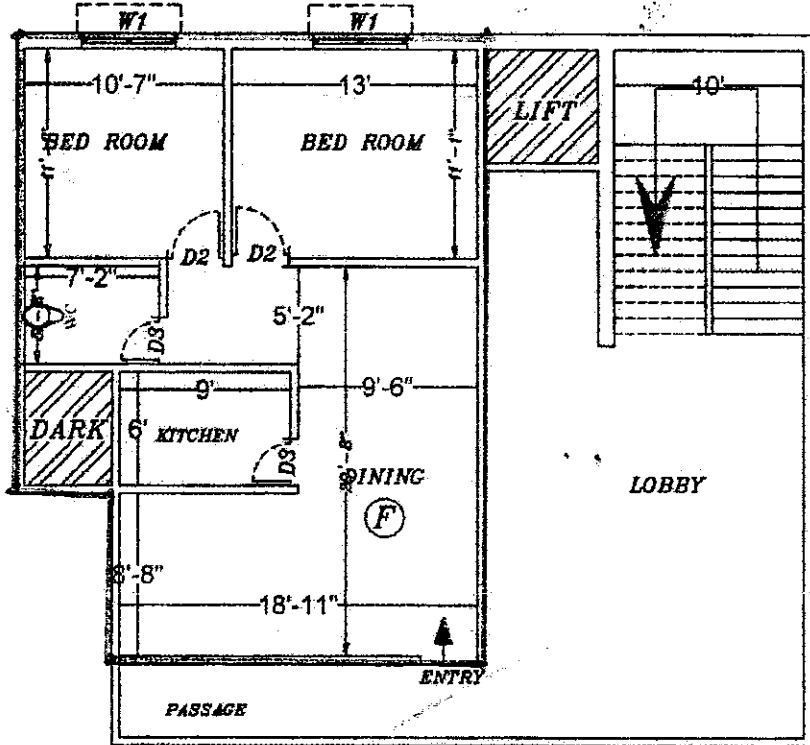 W1
W1
10'-7"
13'
10'
LIFT
BED ROOM
BED ROOM
11'-1"
D2
D2
7'-2"
WC
5'-2"
D3
9'
9'-6"
DARK
6'
KITCHEN
D3
DINING
LOBBY
F
8'-8"
18'-11"
ENTRY
PASSAGE